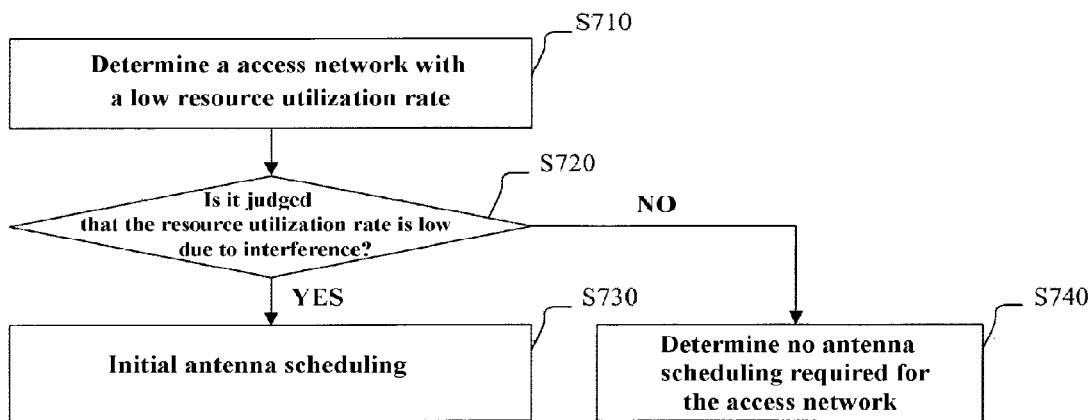 S710
Determine a access network with
a low resource utilization rate
S720
Is it judged
that the resource utilization rate is low
due to interference?
NO
YES
S730
S740
Initial antenna scheduling
Determine no antenna
scheduling required for
the access network